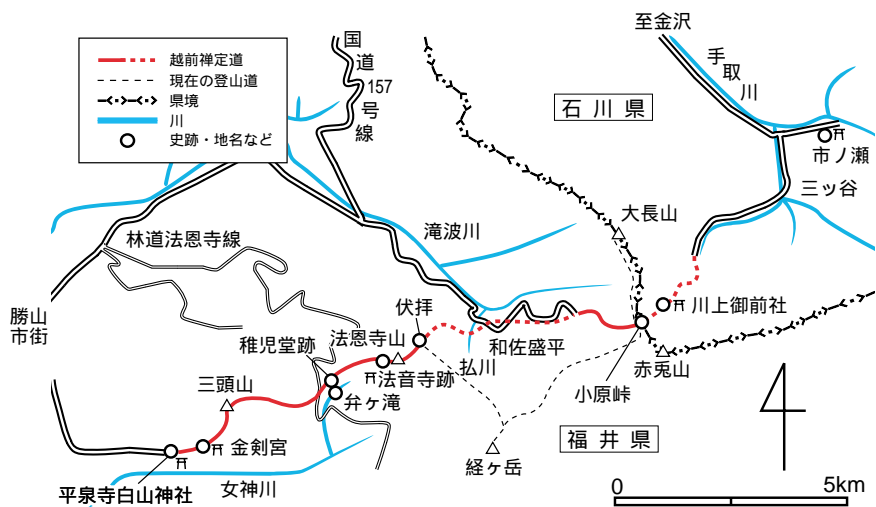 越前禅定道
現在の登山道
県境
川
史跡・地名など
国道157号線
至金沢
手取川
石川県
市ノ瀬
三ッ谷
大長山
滝波川
林道法恩寺線
勝山
市街
伏拝
法恩寺山
稚児堂跡
川上御前社
和佐盛平
払川
赤兎山
小原峠
三頭山
法音寺跡
弁ヶ滝
金剣宮
福井県
経ヶ岳
女神川
平泉寺白山神社
0
5km